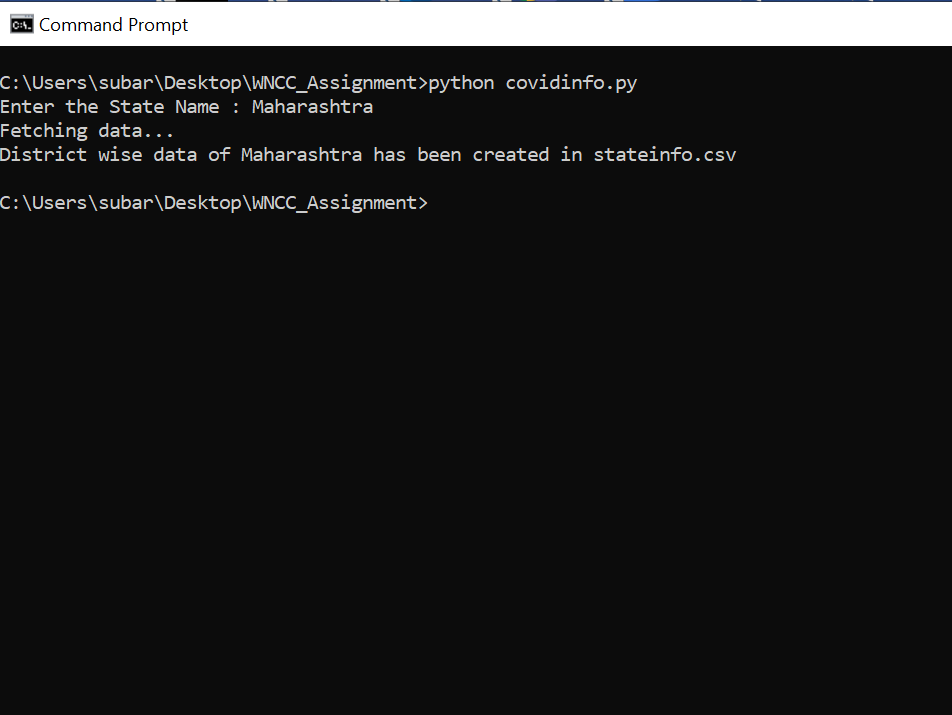 Command Prompt
C:\Users\subar\Desktop\WNCC_Assignment>python covidinfo.py
Enter the State Name : Maharashtra
Fetching data...
District wise data of Maharashtra has been created in stateinfo.csv
C:\Users\subar\Desktop\WNCC_Assignment>